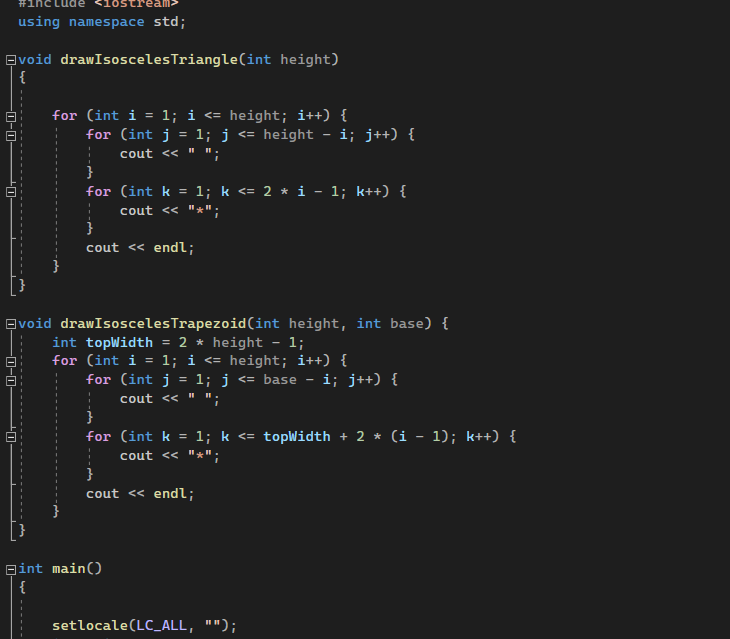 #include <iostream>
using namespace std;
void drawIsoscelesTriangle(int height)
{
for (int i = 1; i <= height; i++) {
for (int j = 1; j <= height - i; j++) {
cout << " ";
}
for (int k = 1; k <= 2 * i - 1; k++) {
cout << "*";
}
cout << endl;
}
}
void drawIsoscelesTrapezoid(int height, int base) {
int topWidth = 2 * height - 1;
for (int i = 1; i <= height; i++) {
for (int j = 1; j <= base - i; j++) {
cout << " ";
}
for (int k = 1; k <= topWidth + 2 * (i - 1); k++) {
cout << "*";
}
cout << endl;
}
}
int main()
{
setlocale(LC_ALL, "");